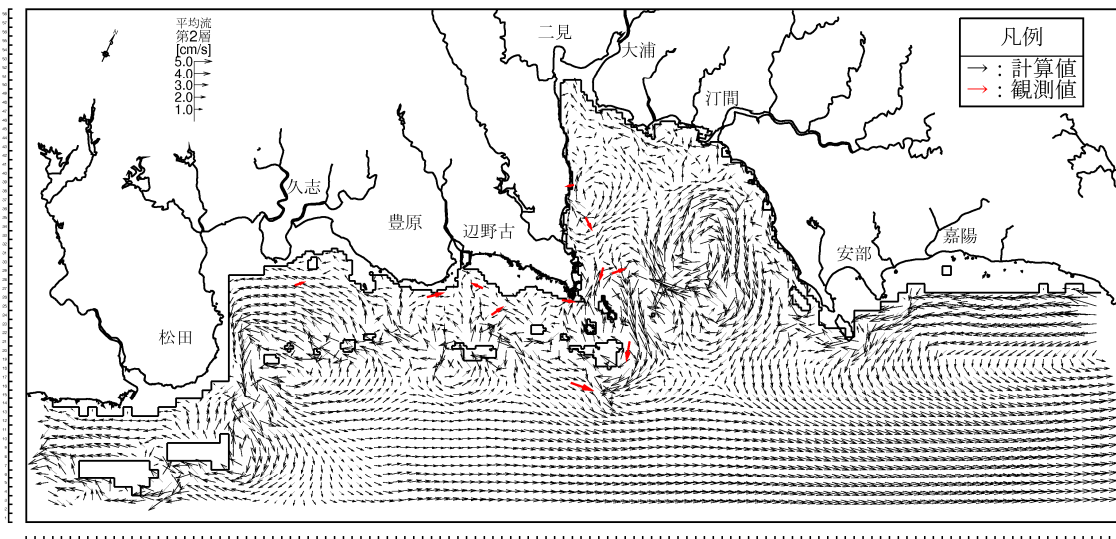 平均流
第2層
[cm/s]
5.0
4.0
3.0
2.0
1.0
凡例
→ : 計算値
→ : 観測値
二見
大浦
汀間
久志
豊原
辺野古
安部
嘉陽
松田